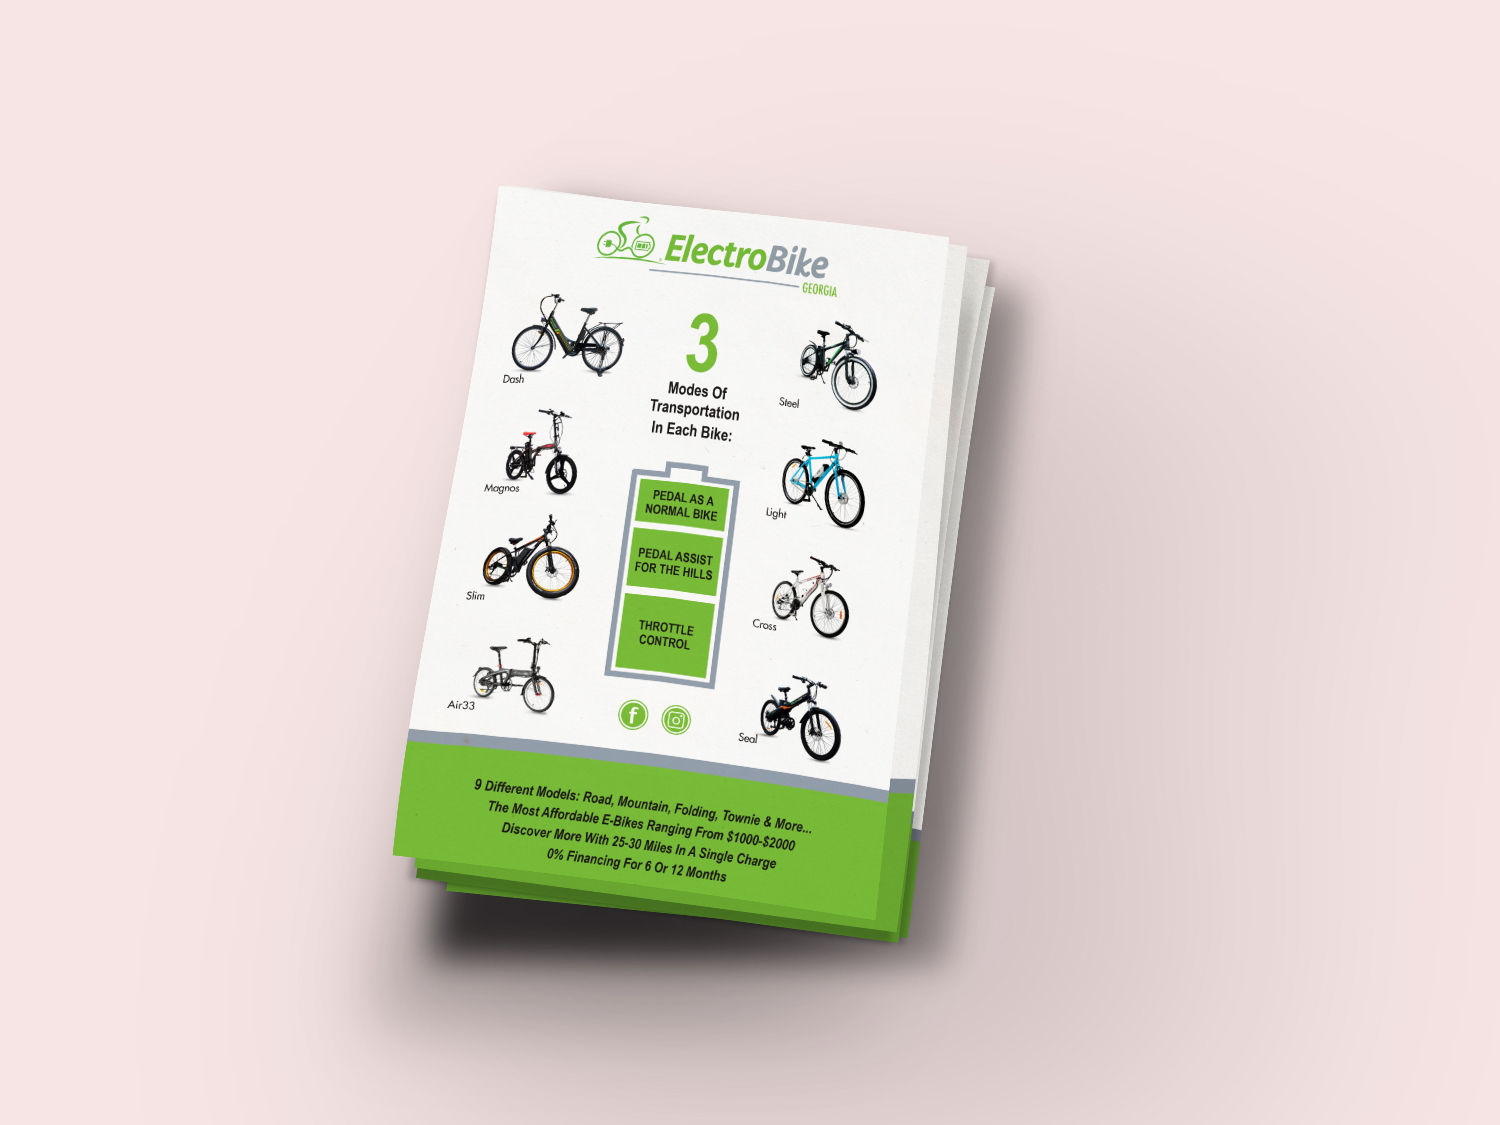 ElectroBike
GEORGIA
3
Modes Of
Transportation
In Each Bike:
Dash
Magnos
Slim
Air33
PEDAL AS A
NORMAL BIKE
PEDAL ASSIST
FOR THE HILLS
THROTTLE
CONTROL
Steel
Light
Cross
Seal
9 Different Models: Road, Mountain, Folding, Townie & More...
The Most Affordable E-Bikes Ranging From $1000-$2000
Discover More With 25-30 Miles In A Single Charge
0% Financing For 6 Or 12 Months